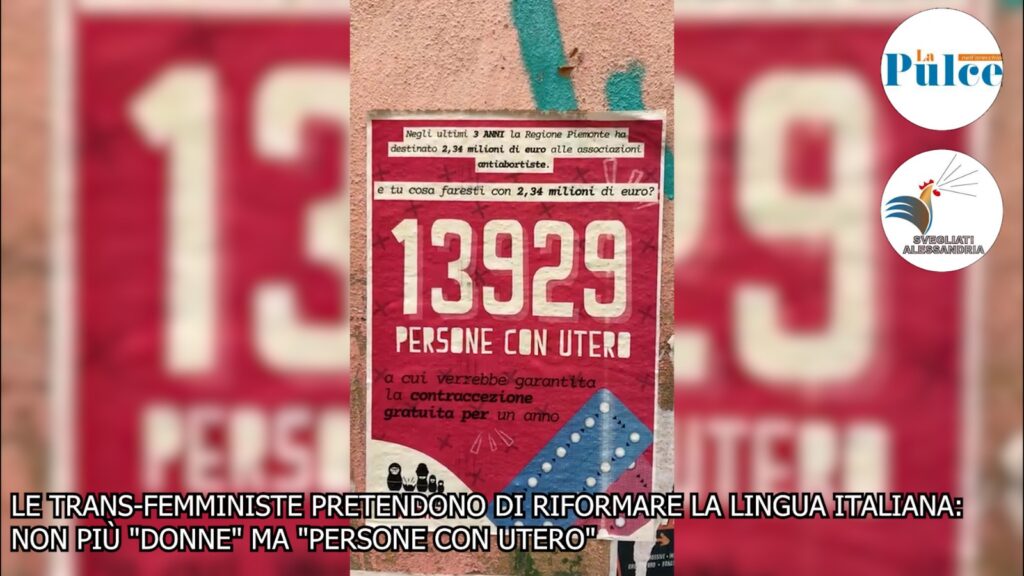 La
nell'orecchio
Pulce
SVEGLIATI
ALESSANDRIA
Negli ultimi 3 ANNI la Regione Piemonte ha
destinato 2,34 milioni di euro alle associazioni
antiabortiste.
e tu cosa faresti con 2,34 milioni di euro?
13929
PERSONE CON UTERO
a cui verrebbe garantita
la contraccezione
gratuita per un anno
LE TRANS-FEMMINISTE PRETENDONO DI RIFORMARE LA LINGUA ITALIANA:
NON PIÙ "DONNE" MA "PERSONE CON UTERO"